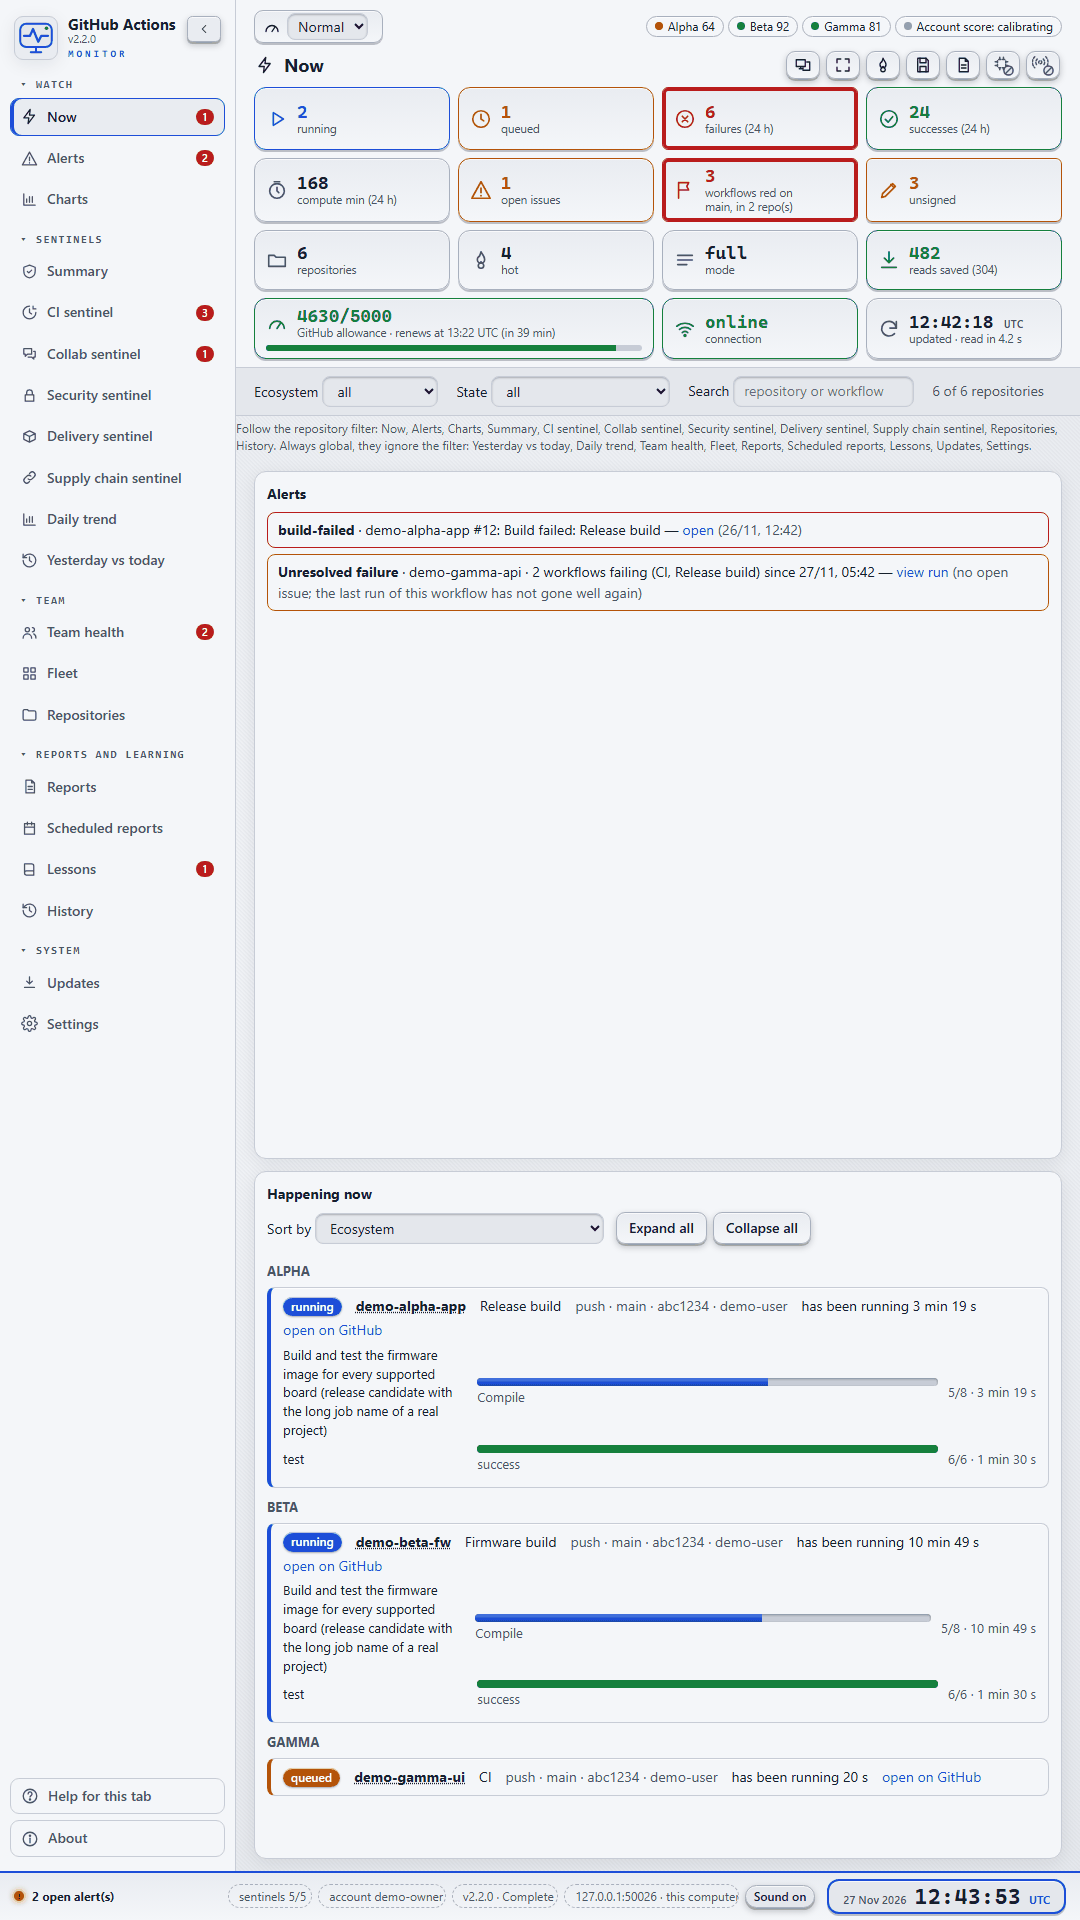 GitHub Actions
v2.2.0
MONITOR
WATCH
Now 1
Alerts 2
Charts
SENTINELS
Summary
CI sentinel 3
Collab sentinel 1
Security sentinel
Delivery sentinel
Supply chain sentinel
Daily trend
Yesterday vs today
TEAM
Team health 2
Fleet
Repositories
REPORTS AND LEARNING
Reports
Scheduled reports
Lessons 1
History
SYSTEM
Updates
Settings
Help for this tab
About
Normal
Alpha 64 Beta 92 Gamma 81 Account score: calibrating
Now
2
running
1
queued
6
failures (24 h)
24
successes (24 h)
168
compute min (24 h)
1
open issues
3
workflows red on
main, in 2 repo(s)
3
unsigned
6
repositories
4
hot
full
mode
482
reads saved (304)
4630/5000
GitHub allowance · renews at 13:22 UTC (in 39 min)
online
connection
12:42:18 UTC
updated · read in 4.2 s
Ecosystem all State all Search repository or workflow 6 of 6 repositories
Follow the repository filter: Now, Alerts, Charts, Summary, CI sentinel, Collab sentinel, Security sentinel, Delivery sentinel, Supply chain sentinel, Repositories,
History. Always global, they ignore the filter: Yesterday vs today, Daily trend, Team health, Fleet, Reports, Scheduled reports, Lessons, Updates, Settings.
Alerts
build-failed · demo-alpha-app #12: Build failed: Release build — open (26/11, 12:42)
Unresolved failure · demo-gamma-api · 2 workflows failing (CI, Release build) since 27/11, 05:42 — view run (no open
issue; the last run of this workflow has not gone well again)
Happening now
Sort by Ecosystem Expand all Collapse all
ALPHA
running demo-alpha-app Release build push · main · abc1234 · demo-user has been running 3 min 19 s
open on GitHub
Build and test the firmware
image for every supported
board (release candidate with
the long job name of a real
project)
Compile
5/8 · 3 min 19 s
test
success
6/6 · 1 min 30 s
BETA
running demo-beta-fw Firmware build push · main · abc1234 · demo-user has been running 10 min 49 s
open on GitHub
Build and test the firmware
image for every supported
board (release candidate with
the long job name of a real
project)
Compile
5/8 · 10 min 49 s
test
success
6/6 · 1 min 30 s
GAMMA
queued demo-gamma-ui CI push · main · abc1234 · demo-user has been running 20 s open on GitHub
2 open alert(s)
sentinels 5/5 account demo-owner v2.2.0 · Complete 127.0.0.1:50026 · this computer Sound on 27 Nov 2026 12:43:53 UTC